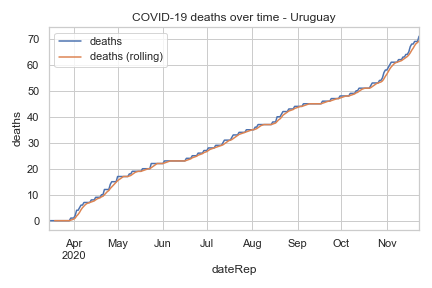 COVID-19 deaths over time - Uruguay
deaths
deaths (rolling)
70
60
50
40
30
20
10
0
deaths
Apr May Jun Jul Aug Sep Oct Nov
2020
dateRep